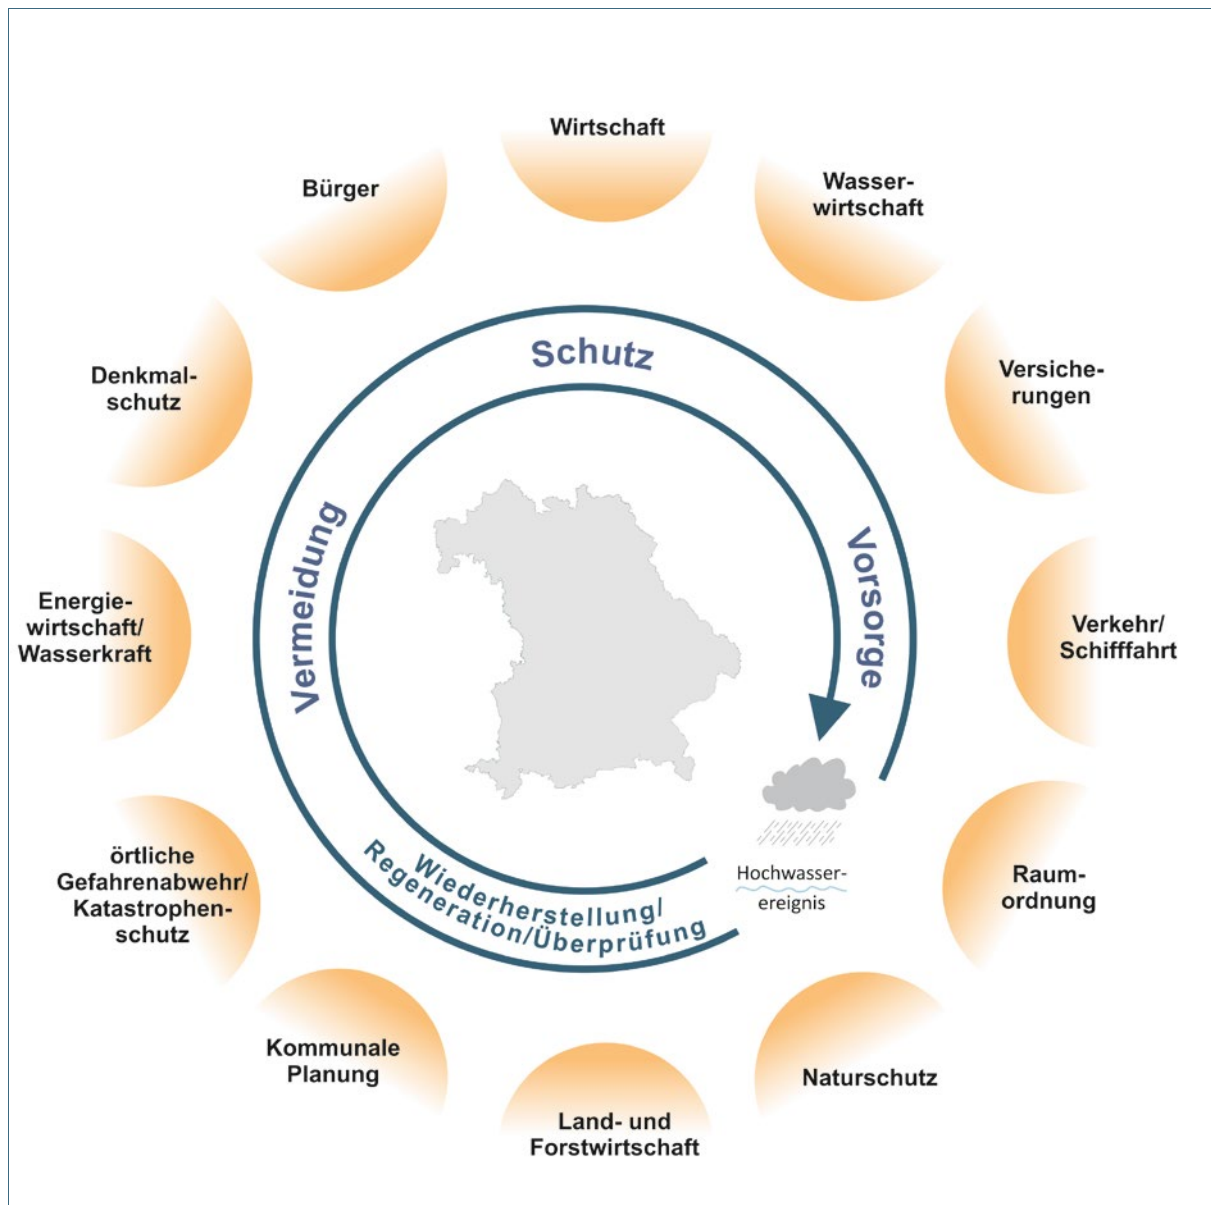 Wirtschaft
Wasser-
wirtschaft
Versiche-
rungen
Verkehr/
Schifffahrt
Raum-
ordnung
Naturschutz
Land- und
Forstwirtschaft
Kommunale
Planung
örtliche
Gefahrenabwehr/
Katastrophen-
schutz
Energie-
wirtschaft/
Wasserkraft
Denkmal-
schutz
Bürger
Schutz
Vorsorge
Hochwasser-
ereignis
Wiederherstellung/
Regeneration/Überprüfung
Vermeidung